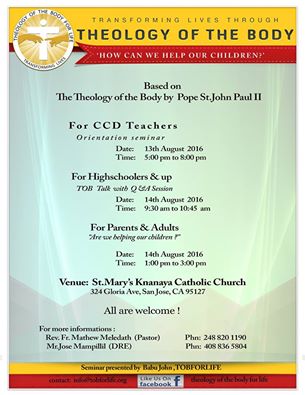 THEOLOGY OF THE BODY FOR LIFE
TRANSFORMING LIVES
TRANSFORMING LIVES THROUGH
THEOLOGY OF THE BODY
'HOW CAN WE HELP OUR CHILDREN?'
Based on
The Theology of the Body by Pope St.John Paul II
For CCD Teachers
Orientation seminar
Date: 13th August 2016
Time: 5:00 pm to 8:00 pm
For Highschoolers & up
TOB Talk with Q &A Session
Date: 14th August 2016
Time: 9:30 am to 10:45 am
For Parents & Adults
"Are we helping our children ?"
Date: 14th August 2016
Time: 1:00 pm to 3:00 pm
Venue: St.Mary's Knanaya Catholic Church
324 Gloria Ave, San Jose, CA 95127
All are welcome !
For more informations :
Rev. Fr. Mathew Meledath (Pastor) Phn: 248 820 1190
Mr.Jose Mampillil (DRE) Phn: 408 836 5804
Seminar presented by Babu John , TOBFORLIFE
contact: info@tobforlife.org
Like Us On
facebook
theology of the body for life